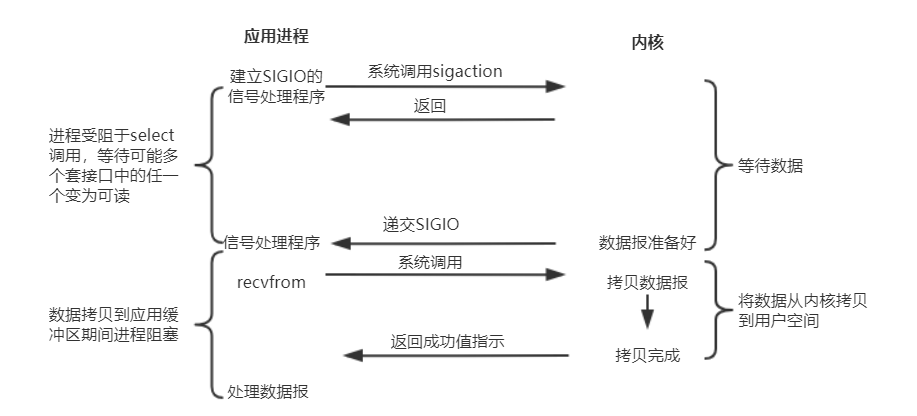 应用进程
内核
建立SIGIO的
信号处理程序
系统调用sigaction
返回
进程受阻于select
调用，等待可能多
个套接口中的任一
个变为可读
等待数据
递交SIGIO
信号处理程序
数据报准备好
系统调用
recvfrom
拷贝数据报
数据拷贝到应用缓
冲区期间进程阻塞
将数据从内核拷贝
到用户空间
返回成功值指示
拷贝完成
处理数据报